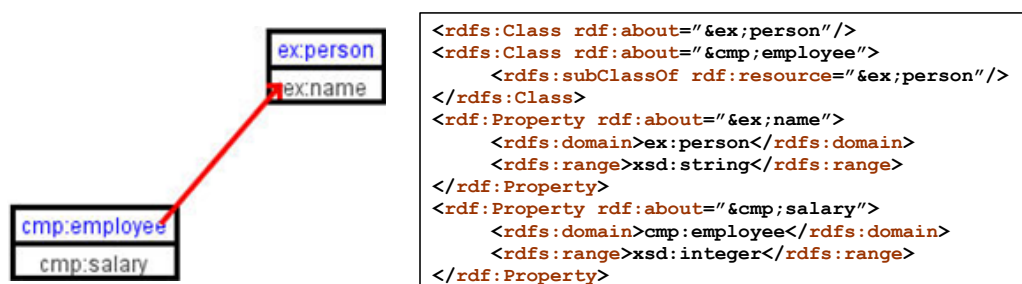 ex:person
ex:name
cmp:employee
cmp:salary
<rdfs:Class rdf:about=”&ex;person”/>
<rdfs:Class rdf:about=”&cmp;employee”>
<rdfs:subClassOf rdf:resource=”&ex;person”/>
</rdfs:Class>
<rdf:Property rdf:about=”&ex;name”>
<rdfs:domain>ex:person</rdfs:domain>
<rdfs:range>xsd:string</rdfs:range>
</rdf:Property>
<rdf:Property rdf:about=”&cmp;salary”>
<rdfs:domain>cmp:employee</rdfs:domain>
<rdfs:range>xsd:integer</rdfs:range>
</rdf:Property>